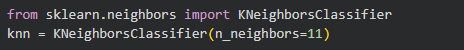 from sklearn.neighbors import KNeighborsClassifier
knn = KNeighborsClassifier(n_neighbors=11)